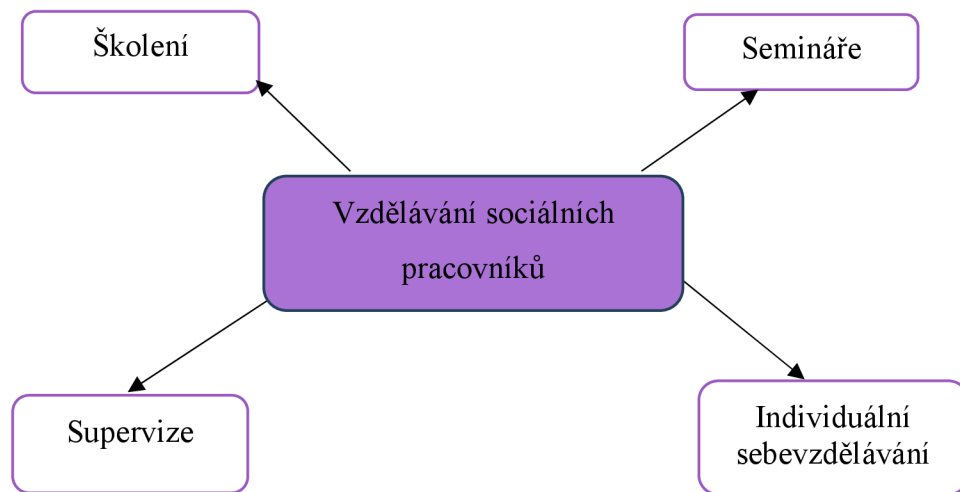 Školení
Semináře
Vzdělávání sociálních
pracovníků
Supervize
Individuální
sebevzdělávání